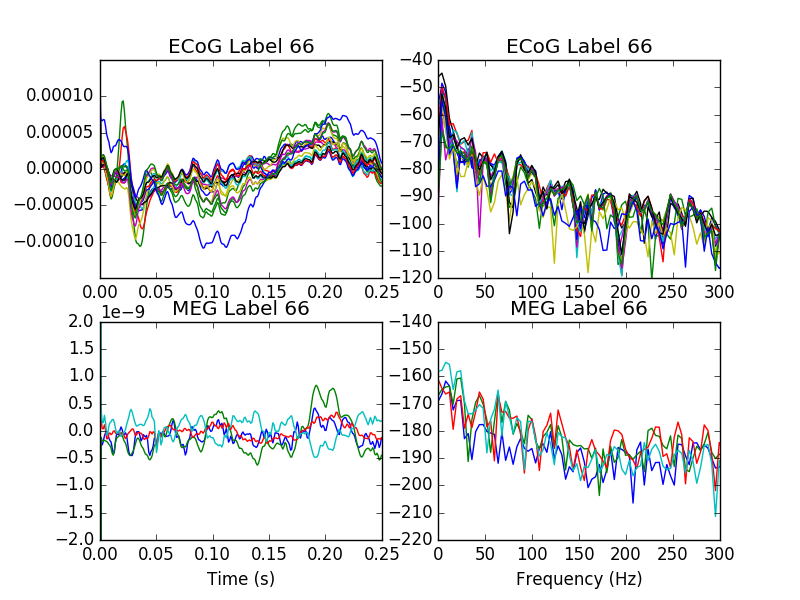 ECoG Label 66
0.00010
0.00005
0.00000
−0.00005
−0.00010
0.00 0.05 0.10 0.15 0.20 0.25
ECoG Label 66
−40
−50
−60
−70
−80
−90
−100
−110
−120
0 50 100 150 200 250 300
MEG Label 66
1e−9
2.0
1.5
1.0
0.5
0.0
−0.5
−1.0
−1.5
−2.0
0.00 0.05 0.10 0.15 0.20 0.25
Time (s)
MEG Label 66
−140
−150
−160
−170
−180
−190
−200
−210
−220
0 50 100 150 200 250 300
Frequency (Hz)